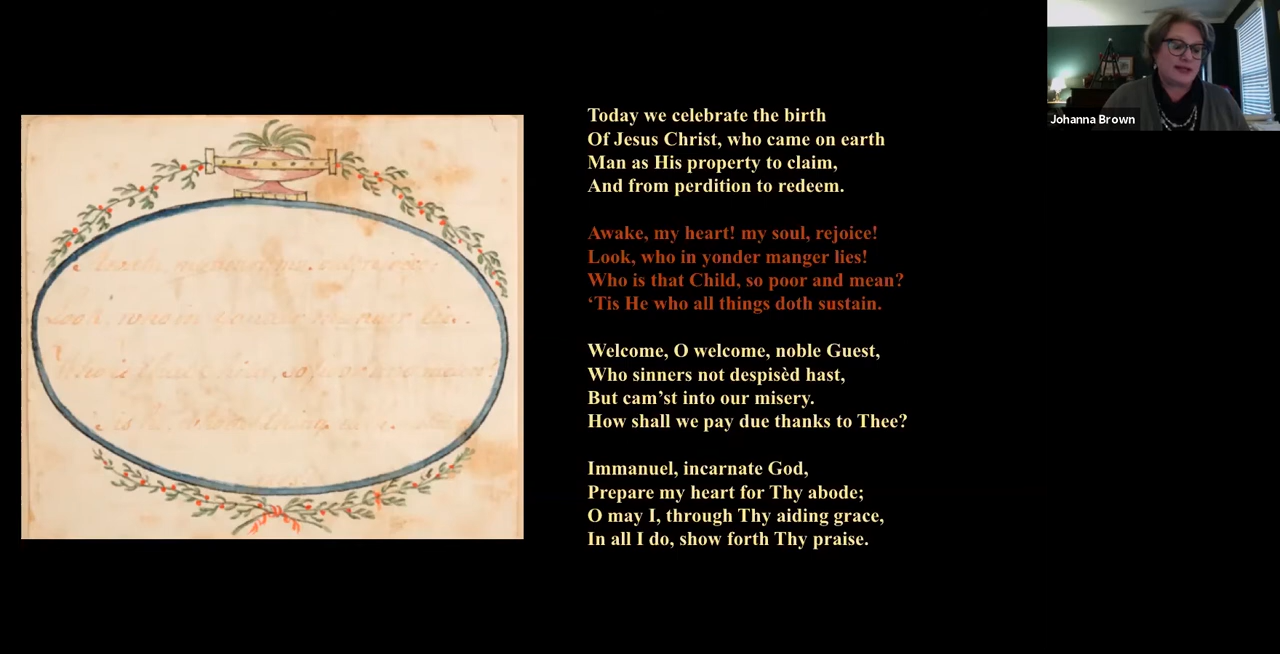 Today we celebrate the birth
Of Jesus Christ, who came on earth
Man as His property to claim,
And from perdition to redeem.
Awake, my heart! my soul, rejoice!
Look, who in yonder manger lies!
Who is that Child, so poor and mean?
‘Tis He who all things doth sustain.
Welcome, O welcome, noble Guest,
Who sinners not despisèd hast,
But cam’st into our misery.
How shall we pay due thanks to Thee?
Immanuel, incarnate God,
Prepare my heart for Thy abode;
O may I, through Thy aiding grace,
In all I do, show forth Thy praise.
Johanna Brown